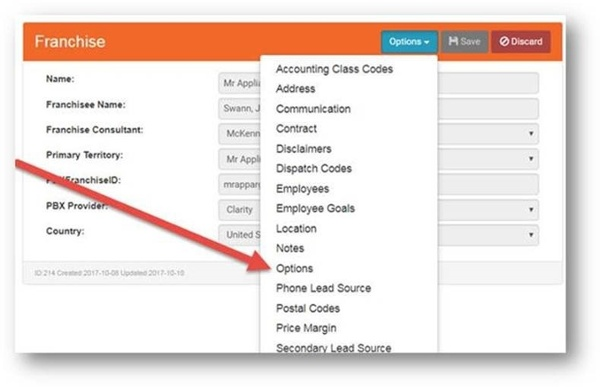 Franchise
Options
Save
Discard
Name:
Mr Applia
Franchisee Name:
Swann, J
Franchise Consultant:
McKenn
Primary Territory:
Mr Appli
PBX Provider:
Clarity
Country:
United S
mrappar
ID:214 Created:2017-10-08 Updated:2017-10-10
Accounting Class Codes
Address
Communication
Contract
Disclaimers
Dispatch Codes
Employees
Employee Goals
Location
Notes
Options
Phone Lead Source
Postal Codes
Price Margin
Secondary Lead Source